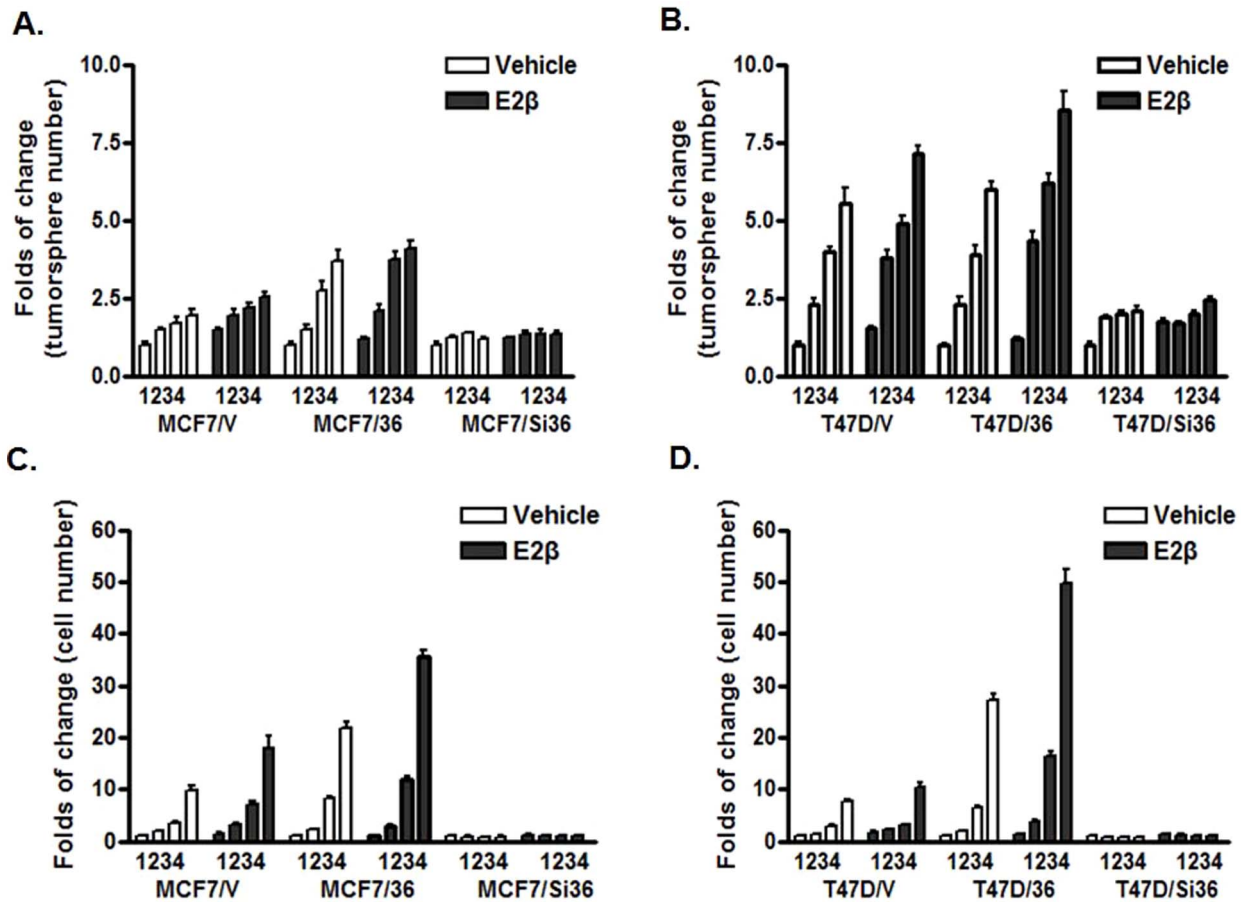 A.
Folds of change
(tumorsphere number)
10.0
7.5
5.0
2.5
0.0
Vehicle
E2β
1234 1234 1234 1234 1234 1234
MCF7/V MCF7/36 MCF7/Si36
B.
Folds of change
(tumorsphere number)
10.0
7.5
5.0
2.5
0.0
Vehicle
E2β
1234 1234 1234 1234 1234 1234
T47D/V T47D/36 T47D/Si36
C.
Folds of change (cell number)
60
50
40
30
20
10
0
Vehicle
E2β
1234 1234 1234 1234 1234 1234
MCF7/V MCF7/36 MCF7/Si36
D.
Folds of change (cell number)
60
50
40
30
20
10
0
Vehicle
E2β
1234 1234 1234 1234 1234 1234
T47D/V T47D/36 T47D/Si36